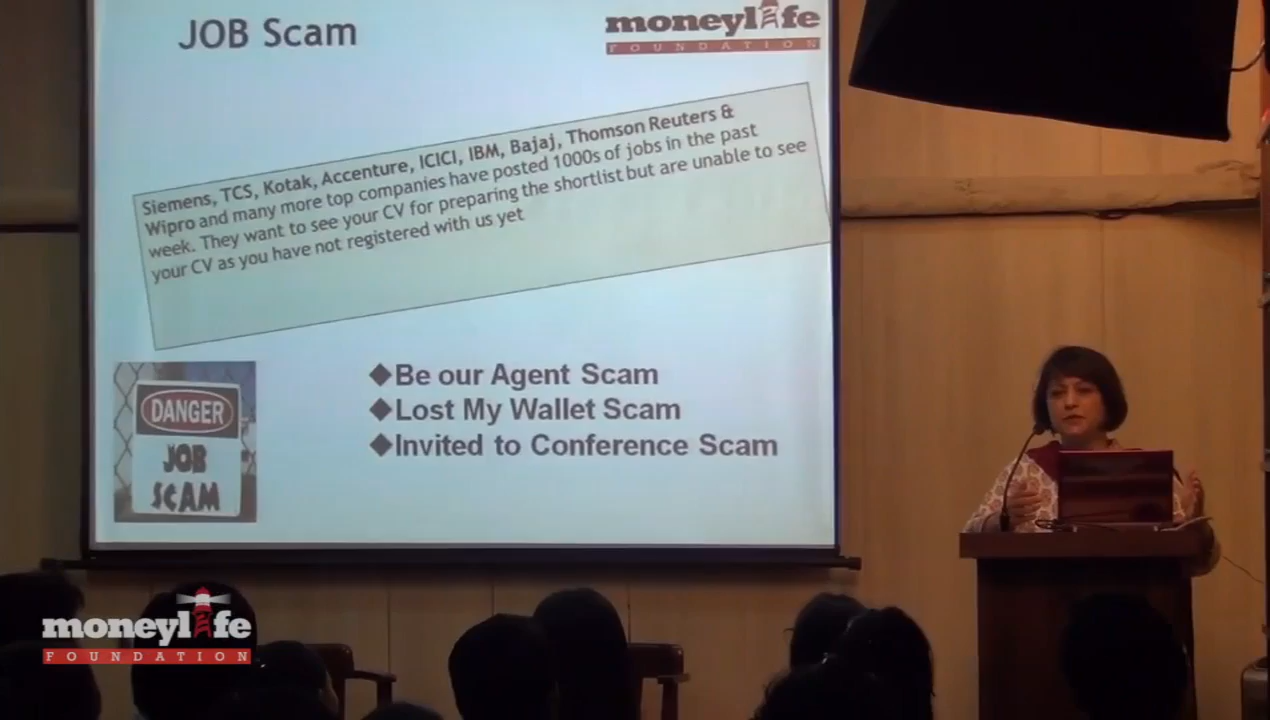 JOB Scam
moneylife
FOUNDATION
Siemens, TCS, Kotak, Accenture, ICICI, IBM, Bajaj, Thomson Reuters &
Wipro and many more top companies have posted 1000s of jobs in the past
week. They want to see your CV for preparing the shortlist but are unable to see
your CV as you have not registered with us yet
DANGER
JOB
SCAM
◆Be our Agent Scam
◆Lost My Wallet Scam
◆Invited to Conference Scam
moneylife
FOUNDATION